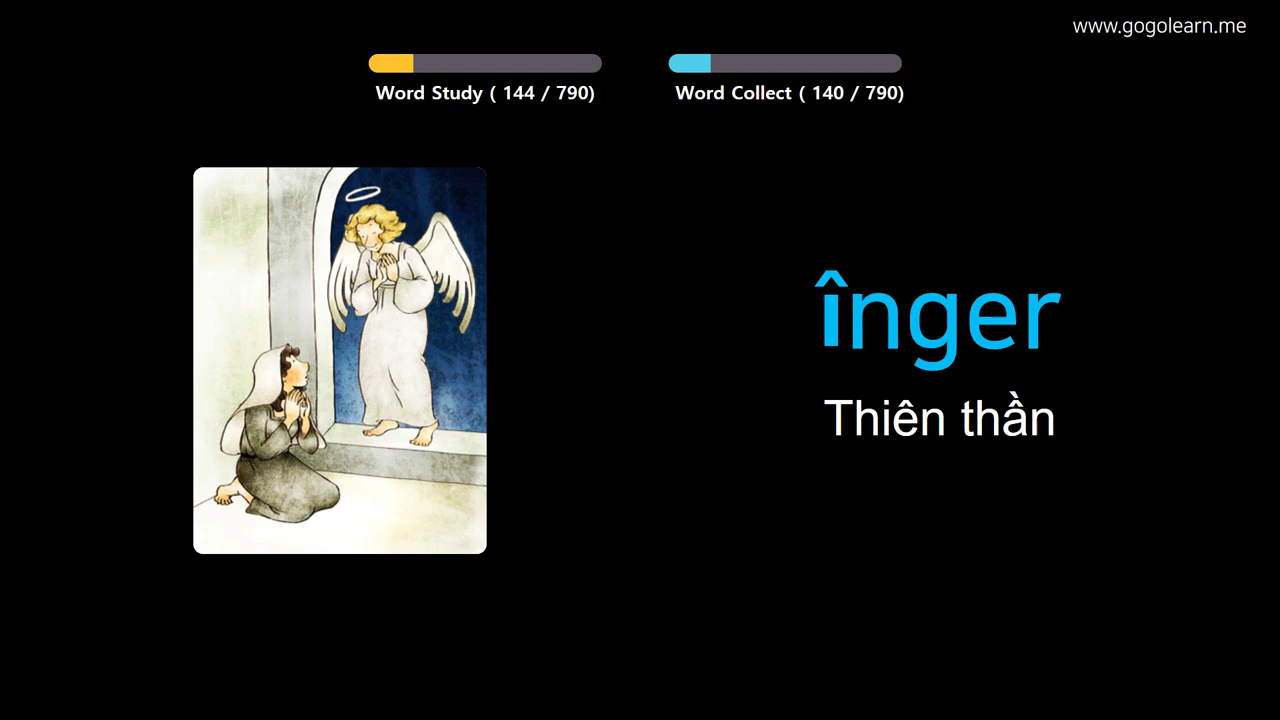 www.gogolearn.me
Word Study ( 144 / 790)
Word Collect ( 140 / 790)
înger
Thiên thần